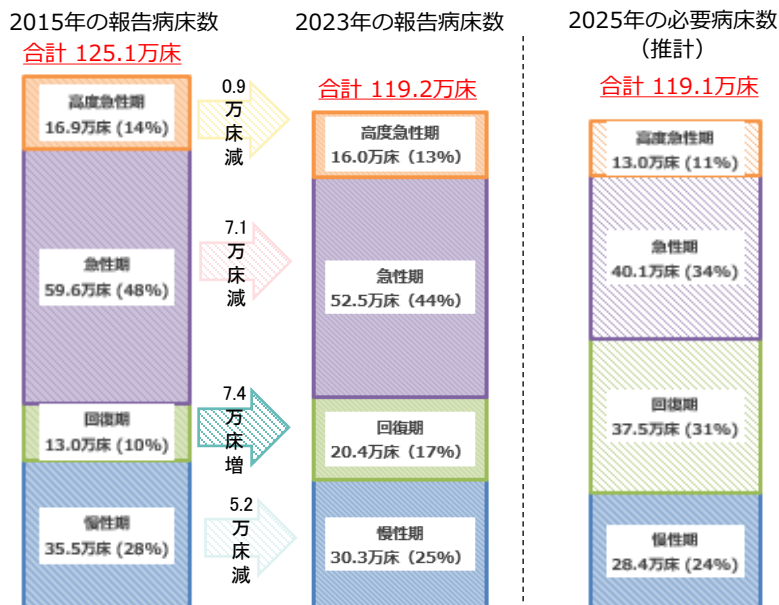 2015年の報告病床数
合計 125.1万床
高度急性期
16.9万床 (14%)
急性期
59.6万床 (48%)
回復期
13.0万床 (10%)
慢性期
35.5万床 (28%)
0.9
万
床
減
7.1
万
床
減
7.4
万
床
増
5.2
万
床
減
2023年の報告病床数
合計 119.2万床
高度急性期
16.0万床（13%）
急性期
52.5万床（44%）
回復期
20.4万床（17%）
慢性期
30.3万床（25%）
2025年の必要病床数
（推計）
合計 119.1万床
高度急性期
13.0万床 (11%)
急性期
40.1万床 (34%)
回復期
37.5万床 (31%)
慢性期
28.4万床 (24%)